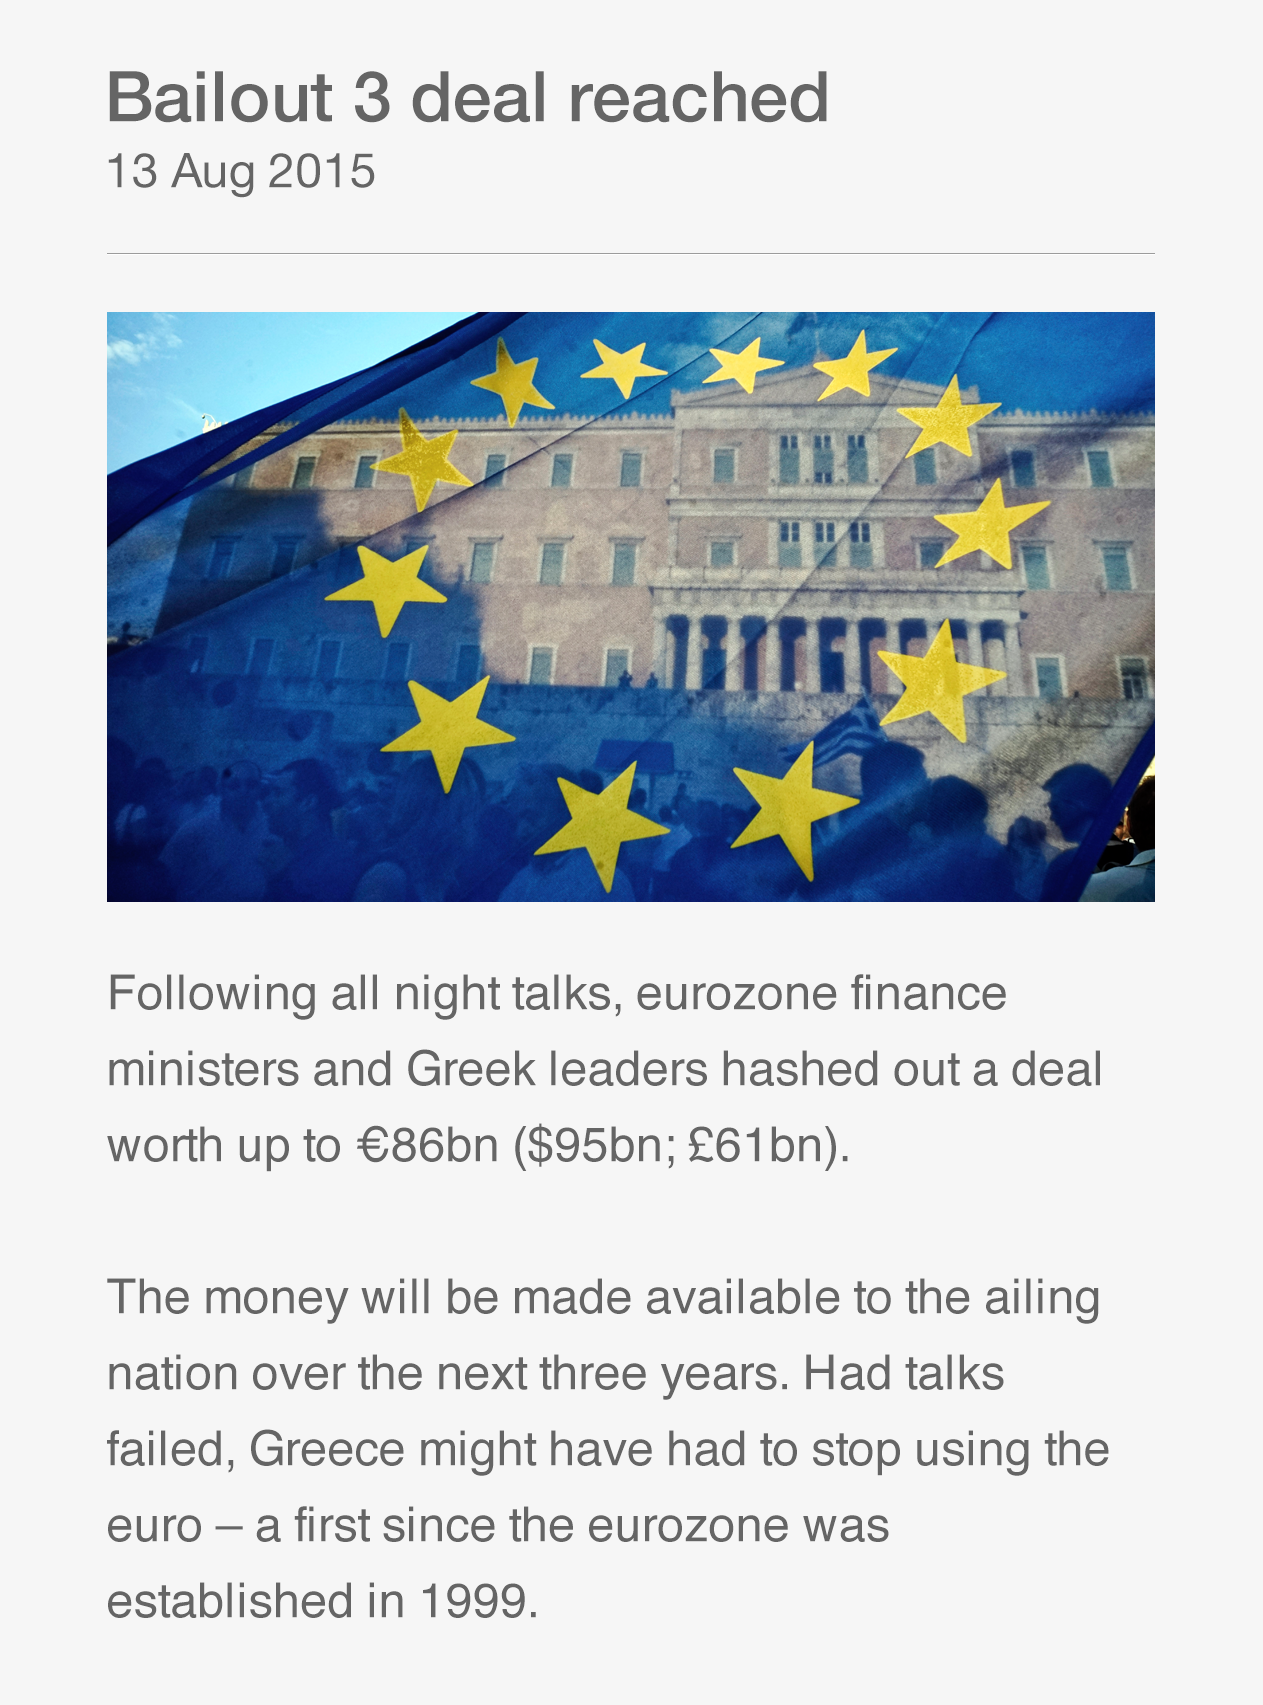 Bailout 3 deal reached
13 Aug 2015
Following all night talks, eurozone finance
ministers and Greek leaders hashed out a deal
worth up to €86bn ($95bn; £61bn).
The money will be made available to the ailing
nation over the next three years. Had talks
failed, Greece might have had to stop using the
euro – a first since the eurozone was
established in 1999.